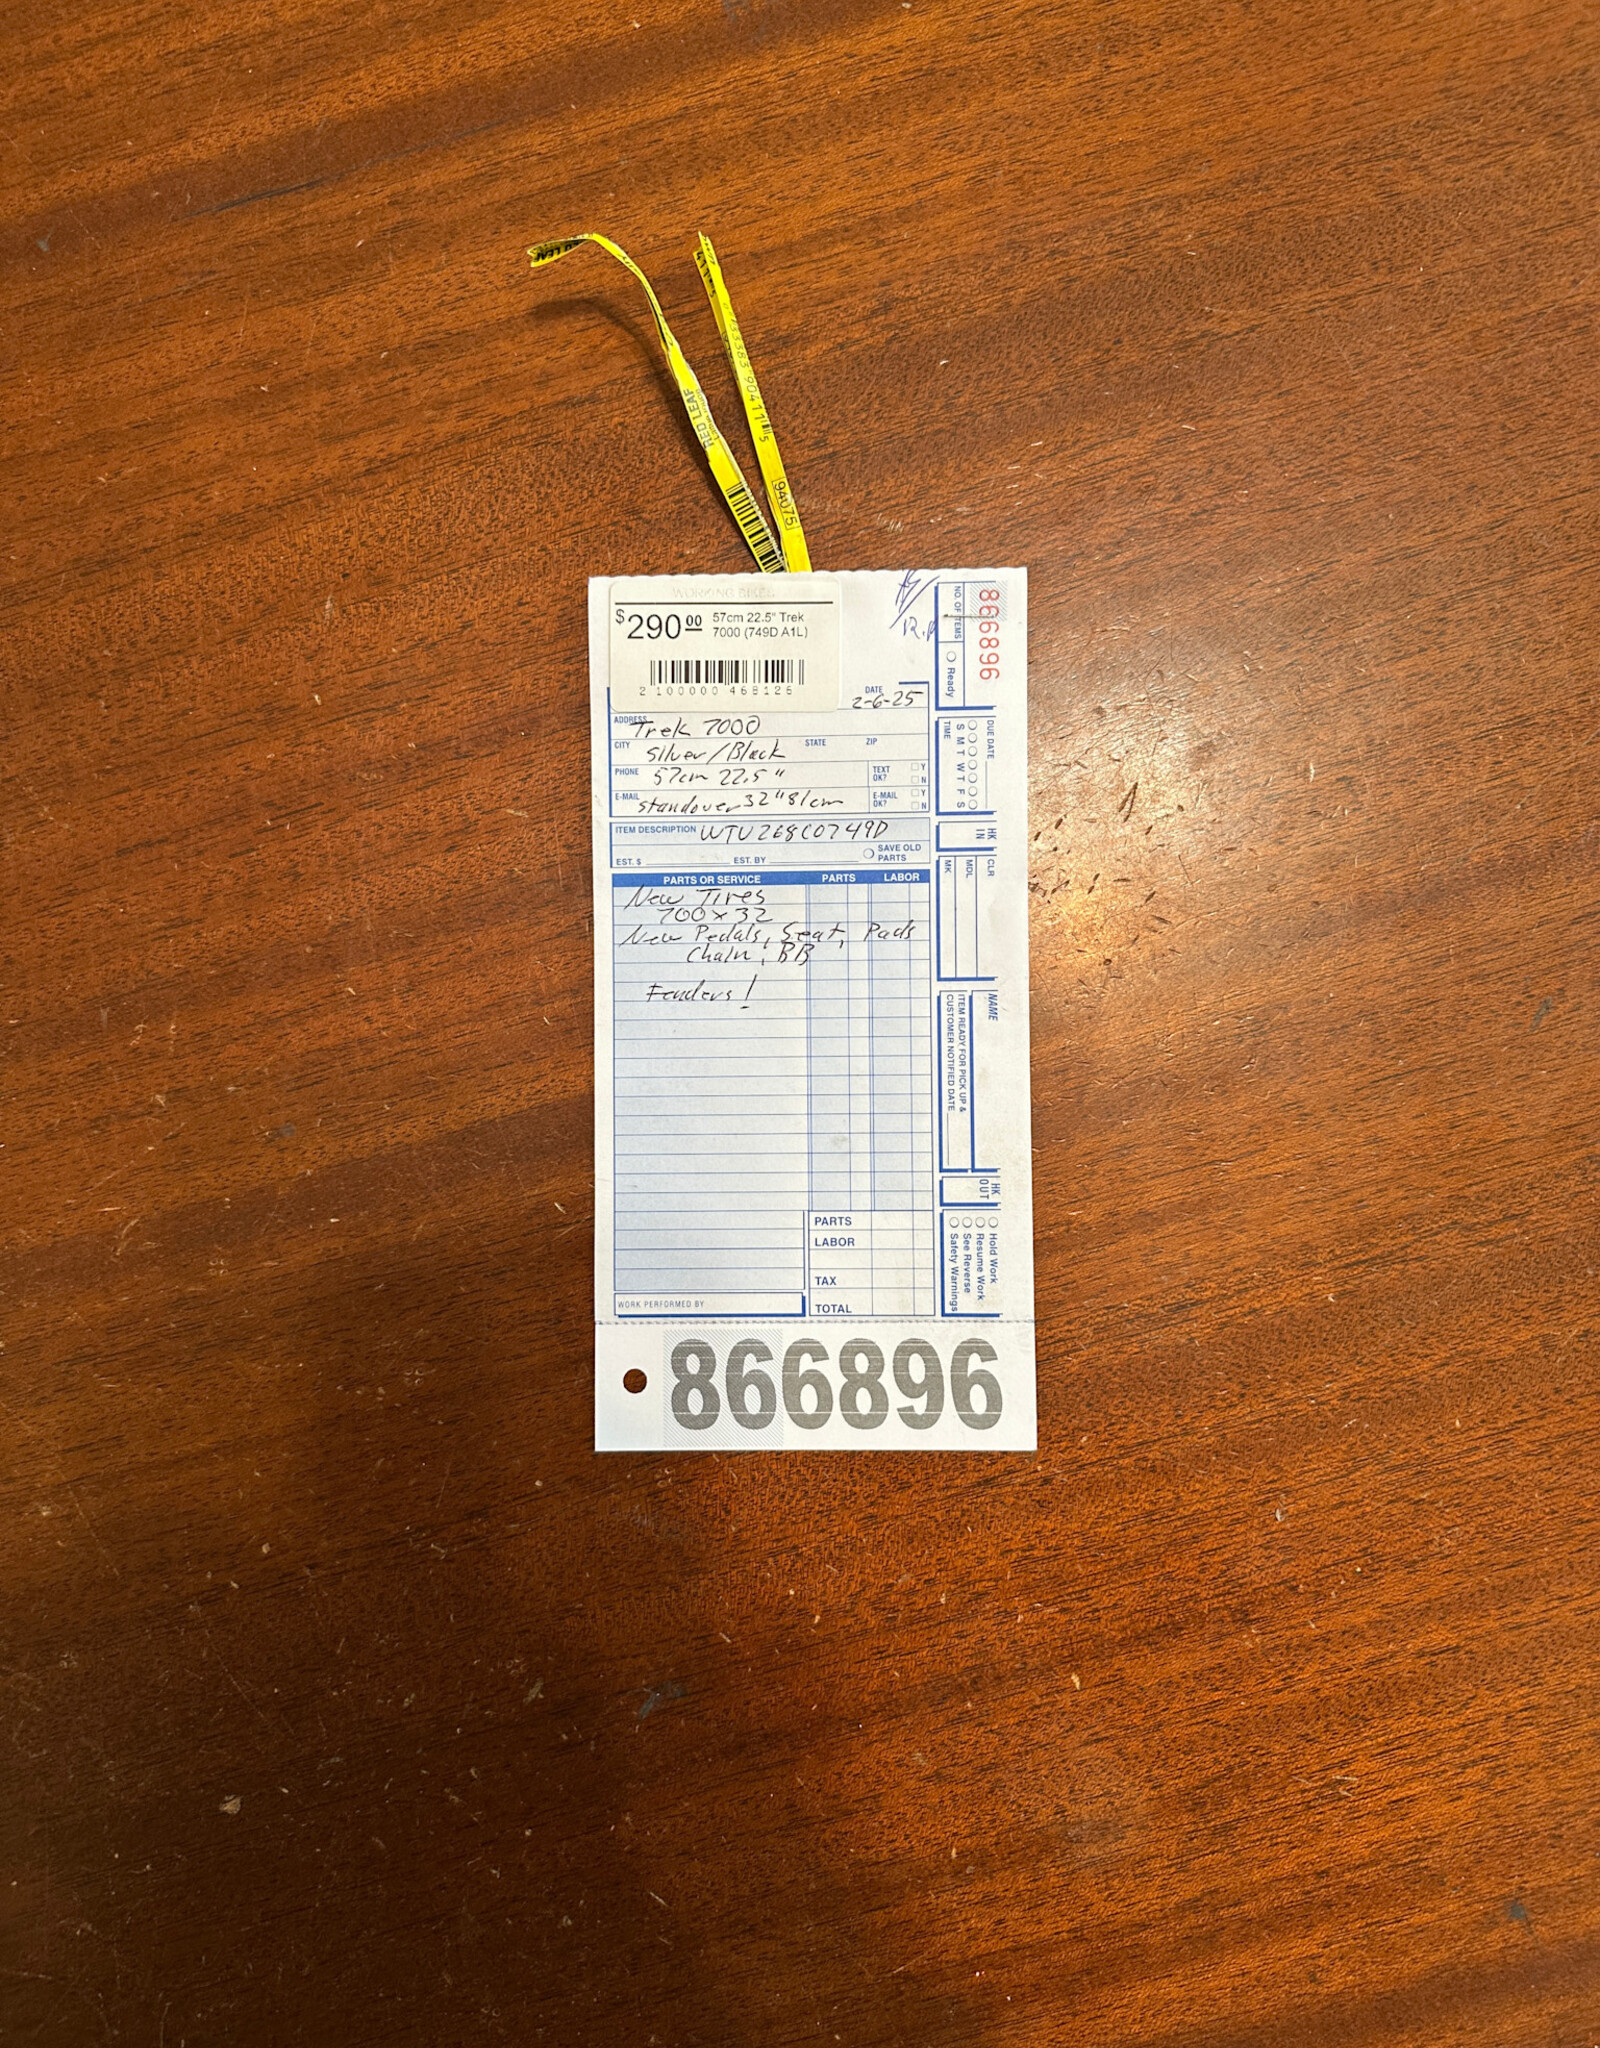 RED LEAF
RED LEAF
90411 5
94075
WORKING BIKES
$290.00 57cm 22.5" Trek
7000 (749D A1L)
2 100000 468126
DATE
2-6-25
ADDRESS Trek 7000
CITY Silver/Black STATE ZIP
PHONE 57cm 22.5" TEXT OK? Y N
E-MAIL standover 32" 81cm E-MAIL OK? Y N
ITEM DESCRIPTION WTU268C0749D
EST. $ EST. BY SAVE OLD PARTS
PARTS OR SERVICE PARTS LABOR
New Tires
700x32
New Pedals, Seat, Pads
Chain, BB
Fenders!
PARTS
LABOR
TAX
WORK PERFORMED BY TOTAL
866896
NO. OF ITEMS
Ready
DUE DATE
S M T W T F S
TIME
HK IN
CLR
MDL
MK
NAME
ITEM READY FOR PICK UP &
CUSTOMER NOTIFIED DATE
HK OUT
Hold Work
Resume Work
See Reverse
Safety Warnings
866896